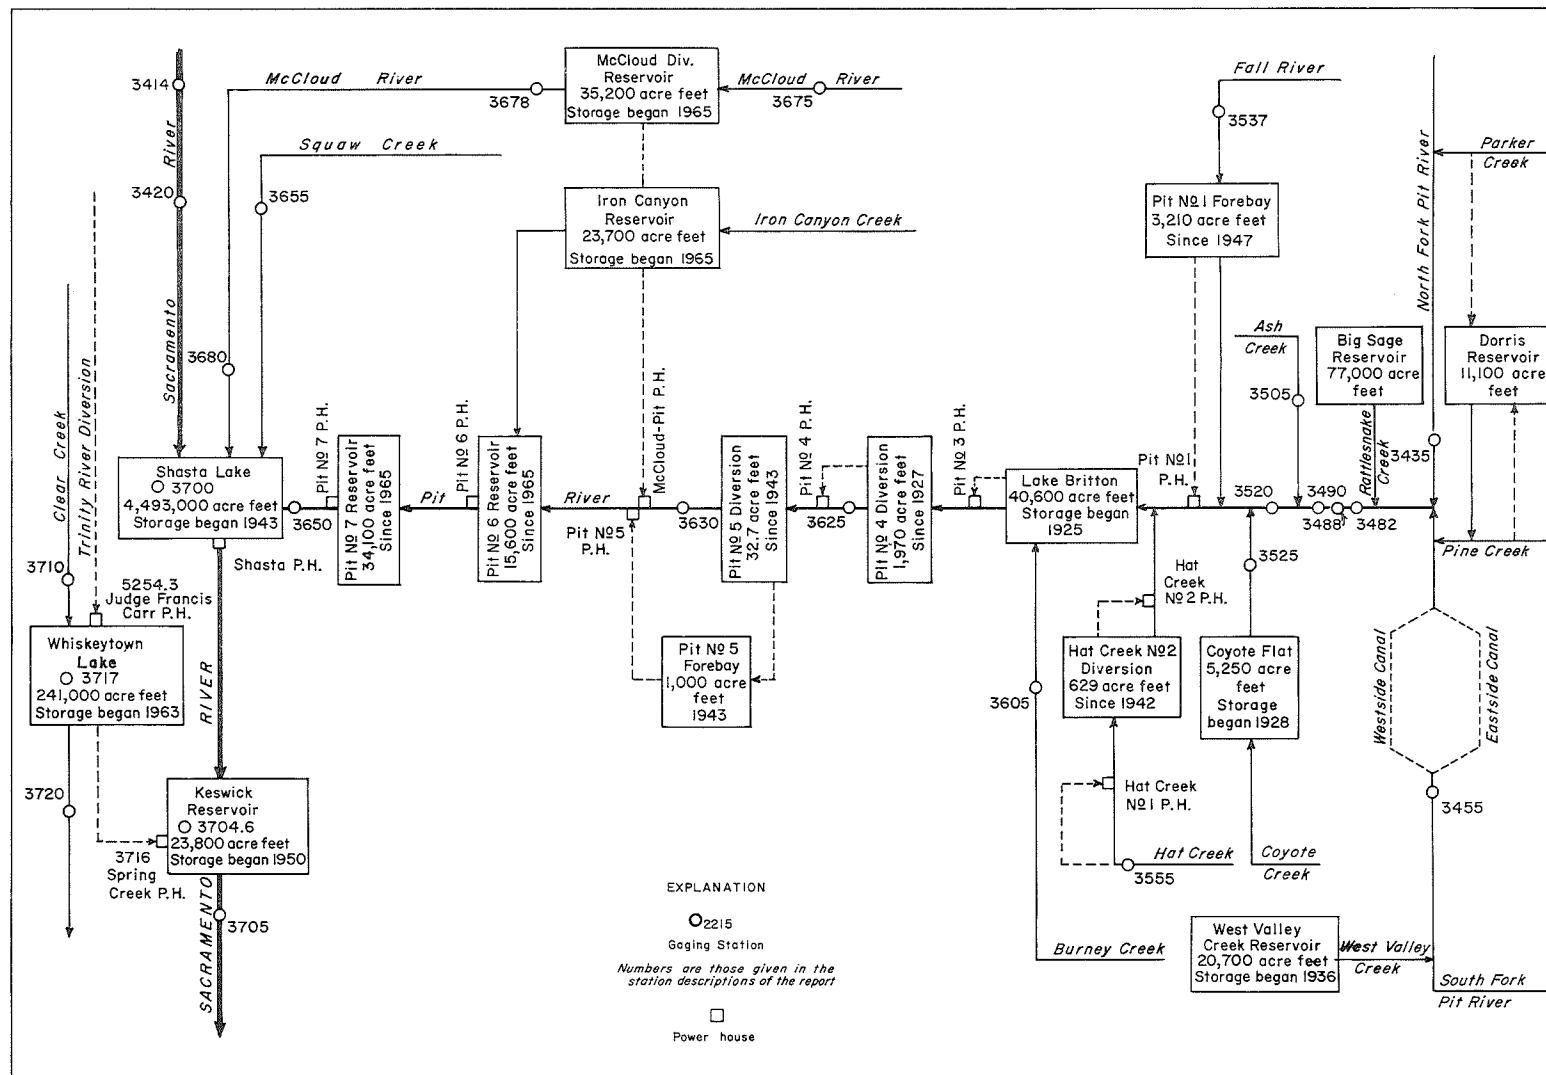 3414
River
3420
Sacramento
McCloud River
3678
McCloud Div.
Reservoir
35,200 acre feet
Storage began 1965
McCloud River
3675
Squaw Creek
3655
3680
Iron Canyon
Reservoir
23,700 acre feet
Storage began 1965
Iron Canyon Creek
Fall River
3537
Pit No 1 Forebay
3,210 acre feet
Since 1947
North Fork Pit River
Parker
Creek
Ash
Creek
3505
Big Sage
Reservoir
77,000 acre
feet
Dorris
Reservoir
11,100 acre
feet
Rattlesnake
Creek
3435
Clear Creek
Trinity River Diversion
Shasta Lake
3700
4,493,000 acre feet
Storage began 1943
3650
Pit No 7 P.H.
Pit No 7 Reservoir
34,100 acre feet
Since 1965
Pit
Pit No 6 P.H.
Pit No 6 Reservoir
15,600 acre feet
Since 1965
River
McCloud-Pit P.H.
Pit No 5
P.H.
3630
Pit No 5 Diversion
32.7 acre feet
Since 1943
Pit No 4 P.H.
3625
Pit No 4 Diversion
1,970 acre feet
Since 1927
Pit No 3 P.H.
Lake Britton
40,600 acre feet
Storage began
1925
Pit No 1
P.H.
3520
3490
3488
3482
Pine Creek
3710
5254.3
Judge Francis
Carr P.H.
Shasta P.H.
Whiskeytown
Lake
3717
241,000 acre feet
Storage began 1963
RIVER
Pit No 5
Forebay
1,000 acre
feet
1943
3605
Hat
Creek
No 2 P.H.
3525
Hat Creek No 2
Diversion
629 acre feet
Since 1942
Coyote Flat
5,250 acre
feet
Storage
began 1928
Westside Canal
Eastside Canal
3720
Keswick
Reservoir
3704.6
23,800 acre feet
Storage began 1950
3716
Spring
Creek P.H.
Hat Creek
No 1 P.H.
Hat Creek
3555
Coyote
Creek
3455
SACRAMENTO
3705
EXPLANATION
2215
Gaging Station
Numbers are those given in the
station descriptions of the report
Power house
Burney Creek
West Valley
Creek Reservoir
20,700 acre feet
Storage began 1936
West Valley
Creek
South Fork
Pit River